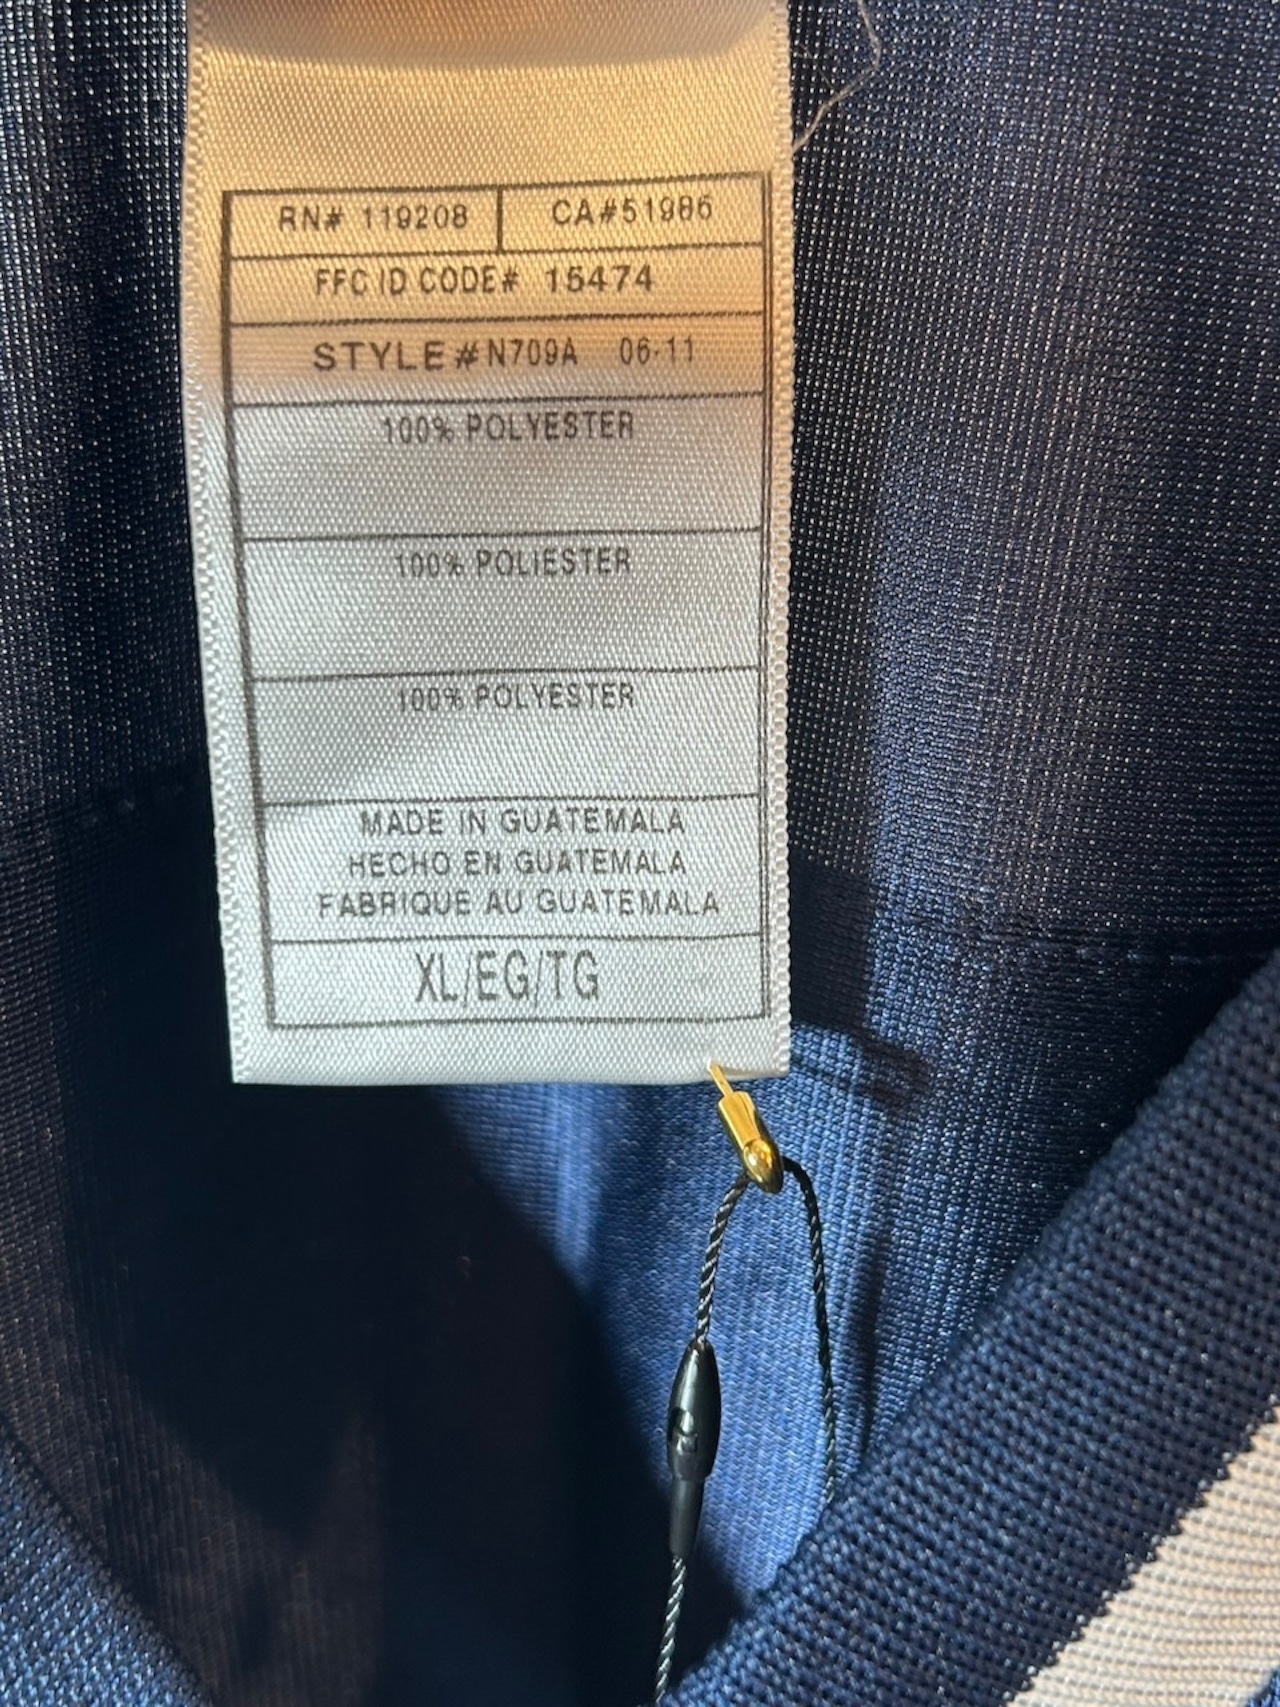 RN# 119208 CA#51986
FFC ID CODE# 15474
STYLE# N709A 06-11
100% POLYESTER
100% POLIESTER
100% POLYESTER
MADE IN GUATEMALA
HECHO EN GUATEMALA
FABRIQUE AU GUATEMALA
XL/EG/TG